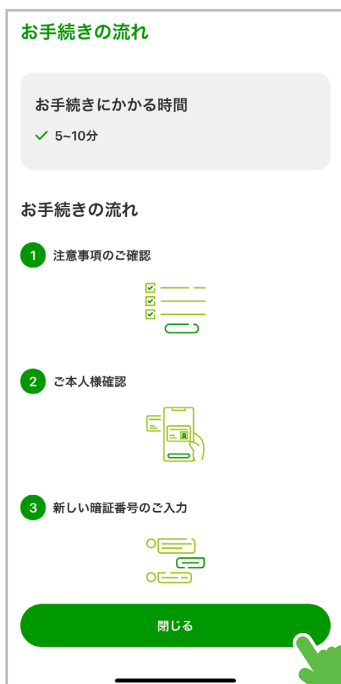 お手続きの流れ
お手続きにかかる時間
5~10分
お手続きの流れ
1 注意事項のご確認
2 ご本人様確認
3 新しい暗証番号のご入力
閉じる